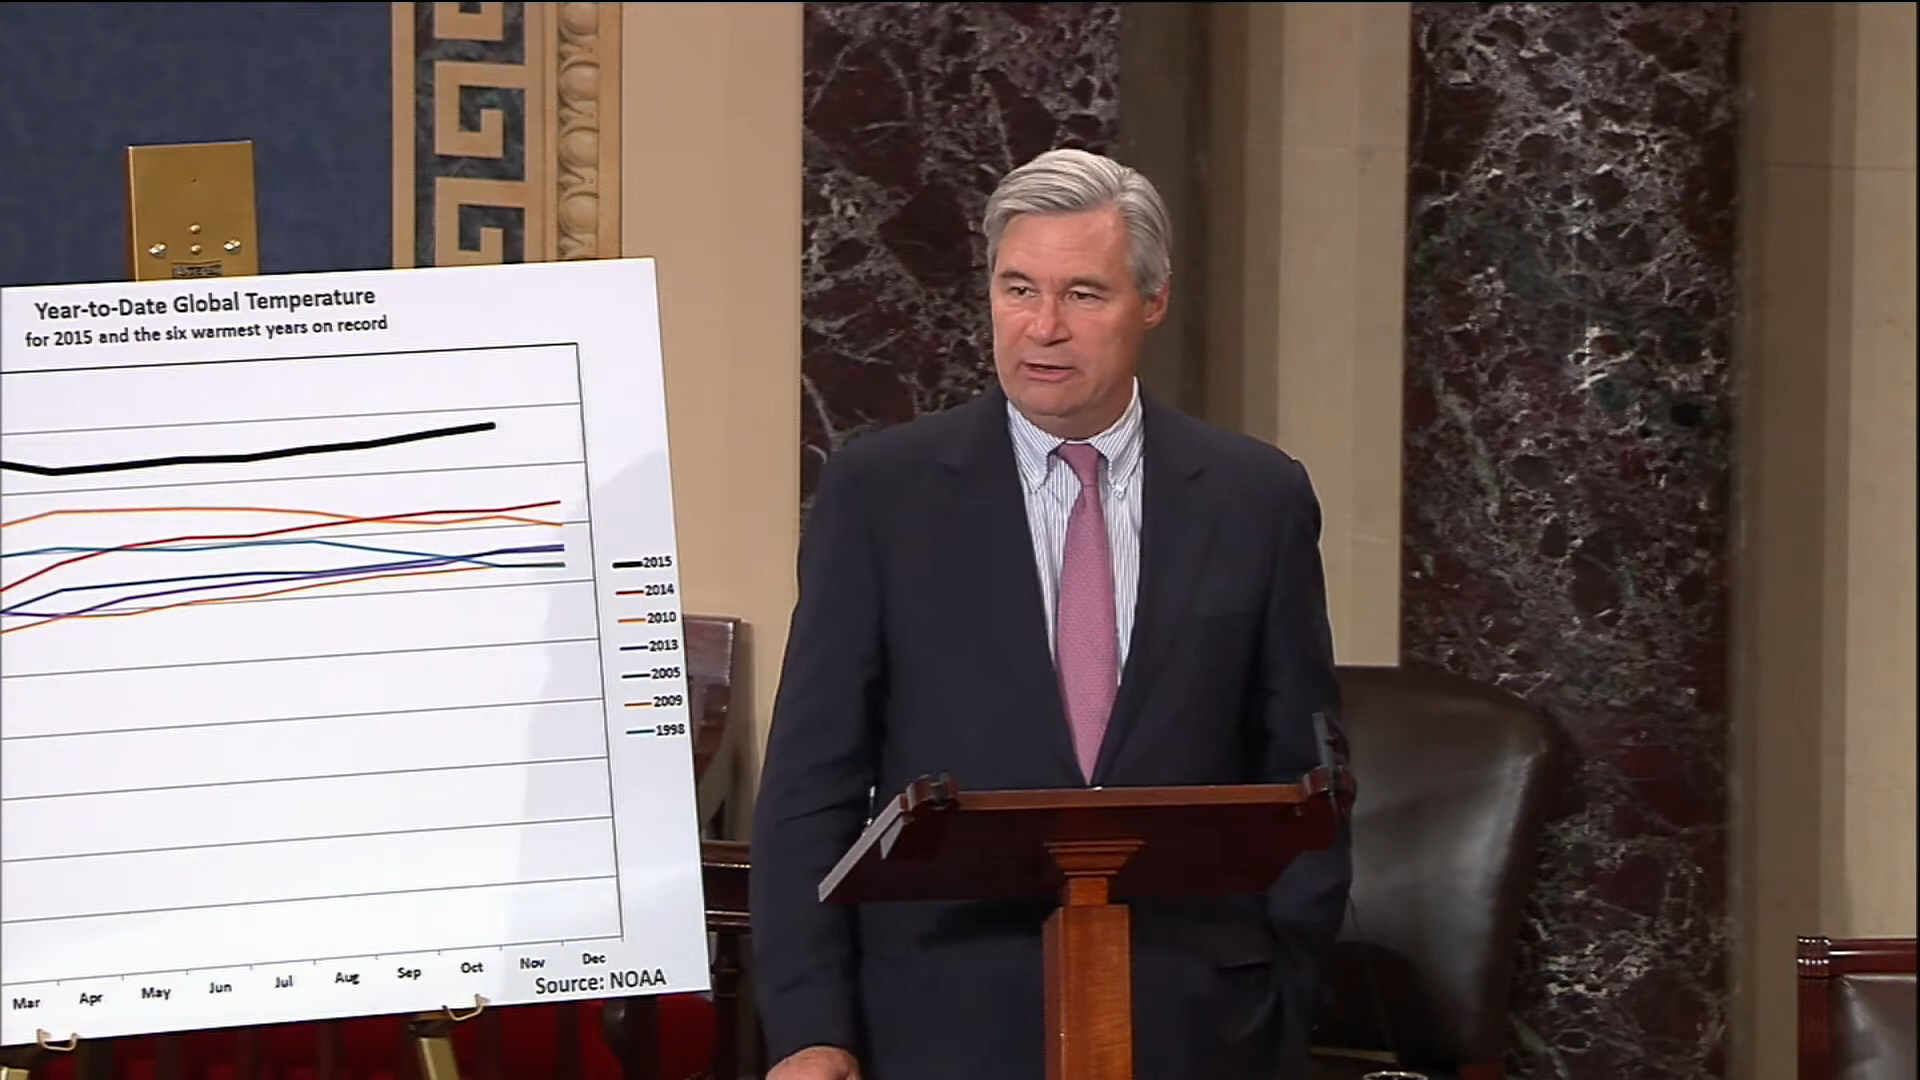 Year-to-Date Global Temperature
for 2015 and the six warmest years on record
2015
2014
2010
2013
2005
2009
1998
Mar Apr May Jun Jul Aug Sep Oct Nov Dec
Source: NOAA